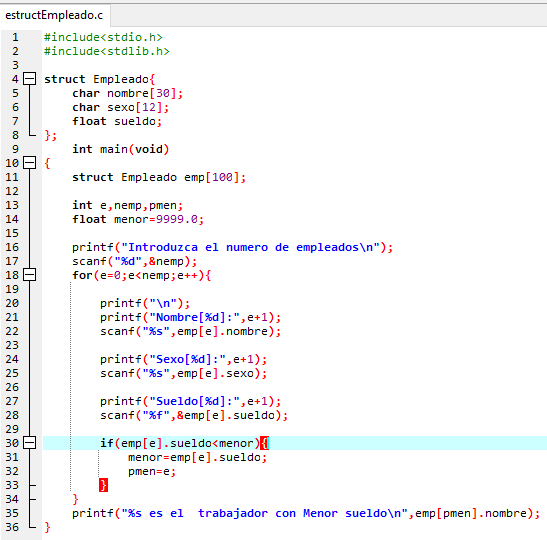 estructEmpleado.c
1 #include<stdio.h>
2 #include<stdlib.h>
3
4 struct Empleado{
5 char nombre[30];
6 char sexo[12];
7 float sueldo;
8 };
9 int main(void)
10 {
11 struct Empleado emp[100];
12
13 int e,nemp,pmen;
14 float menor=9999.0;
15
16 printf("Introduzca el numero de empleados\n");
17 scanf("%d",&nemp);
18 for(e=0;e<nemp;e++){
19
20 printf("\n");
21 printf("Nombre[%d]:",e+1);
22 scanf("%s",emp[e].nombre);
23
24 printf("Sexo[%d]:",e+1);
25 scanf("%s",emp[e].sexo);
26
27 printf("Sueldo[%d]:",e+1);
28 scanf("%f",&emp[e].sueldo);
29
30 if(emp[e].sueldo<menor){
31 menor=emp[e].sueldo;
32 pmen=e;
33 }
34 }
35 printf("%s es el  trabajador con Menor sueldo\n",emp[pmen].nombre);
36 }